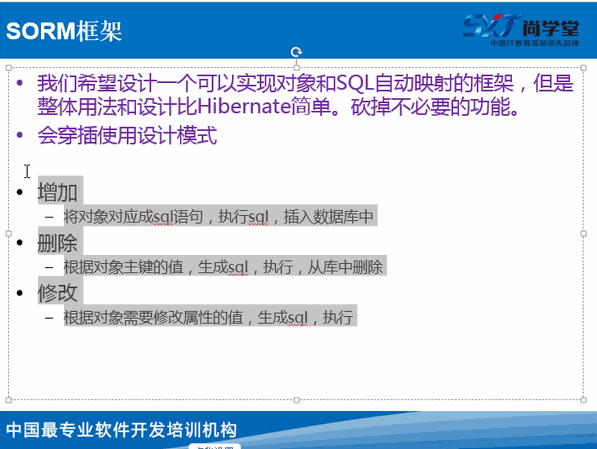 SORM框架
SXT 尚学堂
中国IT教育高端领先品牌
我们希望设计一个可以实现对象和SQL自动映射的框架，但是
整体用法和设计比Hibernate简单。砍掉不必要的功能。
会穿插使用设计模式
增加
– 将对象对应成sql语句，执行sql，插入数据库中
删除
– 根据对象主键的值，生成sql，执行，从库中删除
修改
– 根据对象需要修改属性的值，生成sql，执行
中国最专业软件开发培训机构